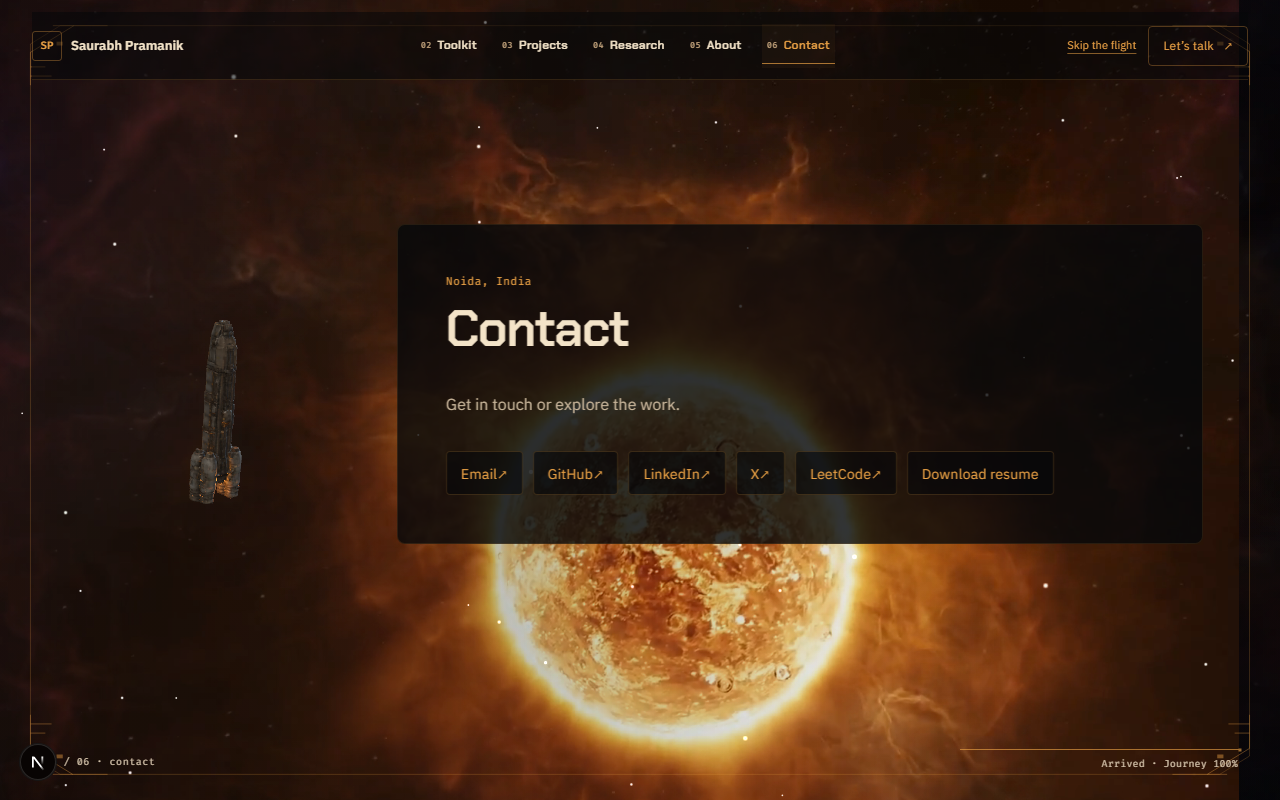 SP Saurabh Pramanik 02 Toolkit 03 Projects 04 Research 05 About 06 Contact Skip the flight Let's talk ↗
Noida, India
Contact
Get in touch or explore the work.
Email↗ GitHub↗ LinkedIn↗ X↗ LeetCode↗ Download resume
N / 06 · contact Arrived · Journey 100%